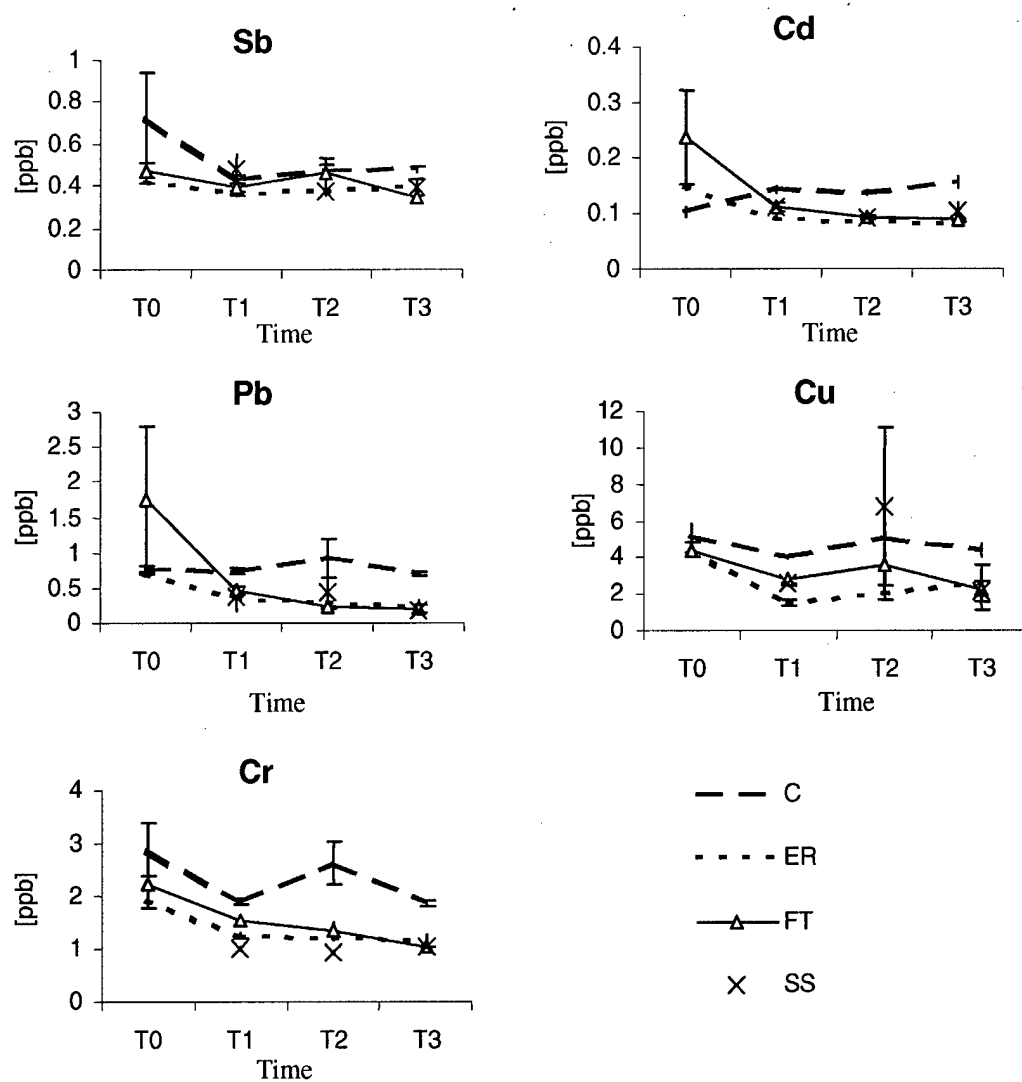 Sb
1
0.8
0.6
0.4
0.2
0
[ppb]
T0 T1 T2 T3
Time
Cd
0.4
0.3
0.2
0.1
0
[ppb]
T0 T1 T2 T3
Time
Pb
3
2.5
2
1.5
1
0.5
0
[ppb]
T0 T1 T2 T3
Time
Cu
12
10
8
6
4
2
0
[ppb]
T0 T1 T2 T3
Time
Cr
4
3
2
1
0
[ppb]
T0 T1 T2 T3
Time
C
ER
FT
SS